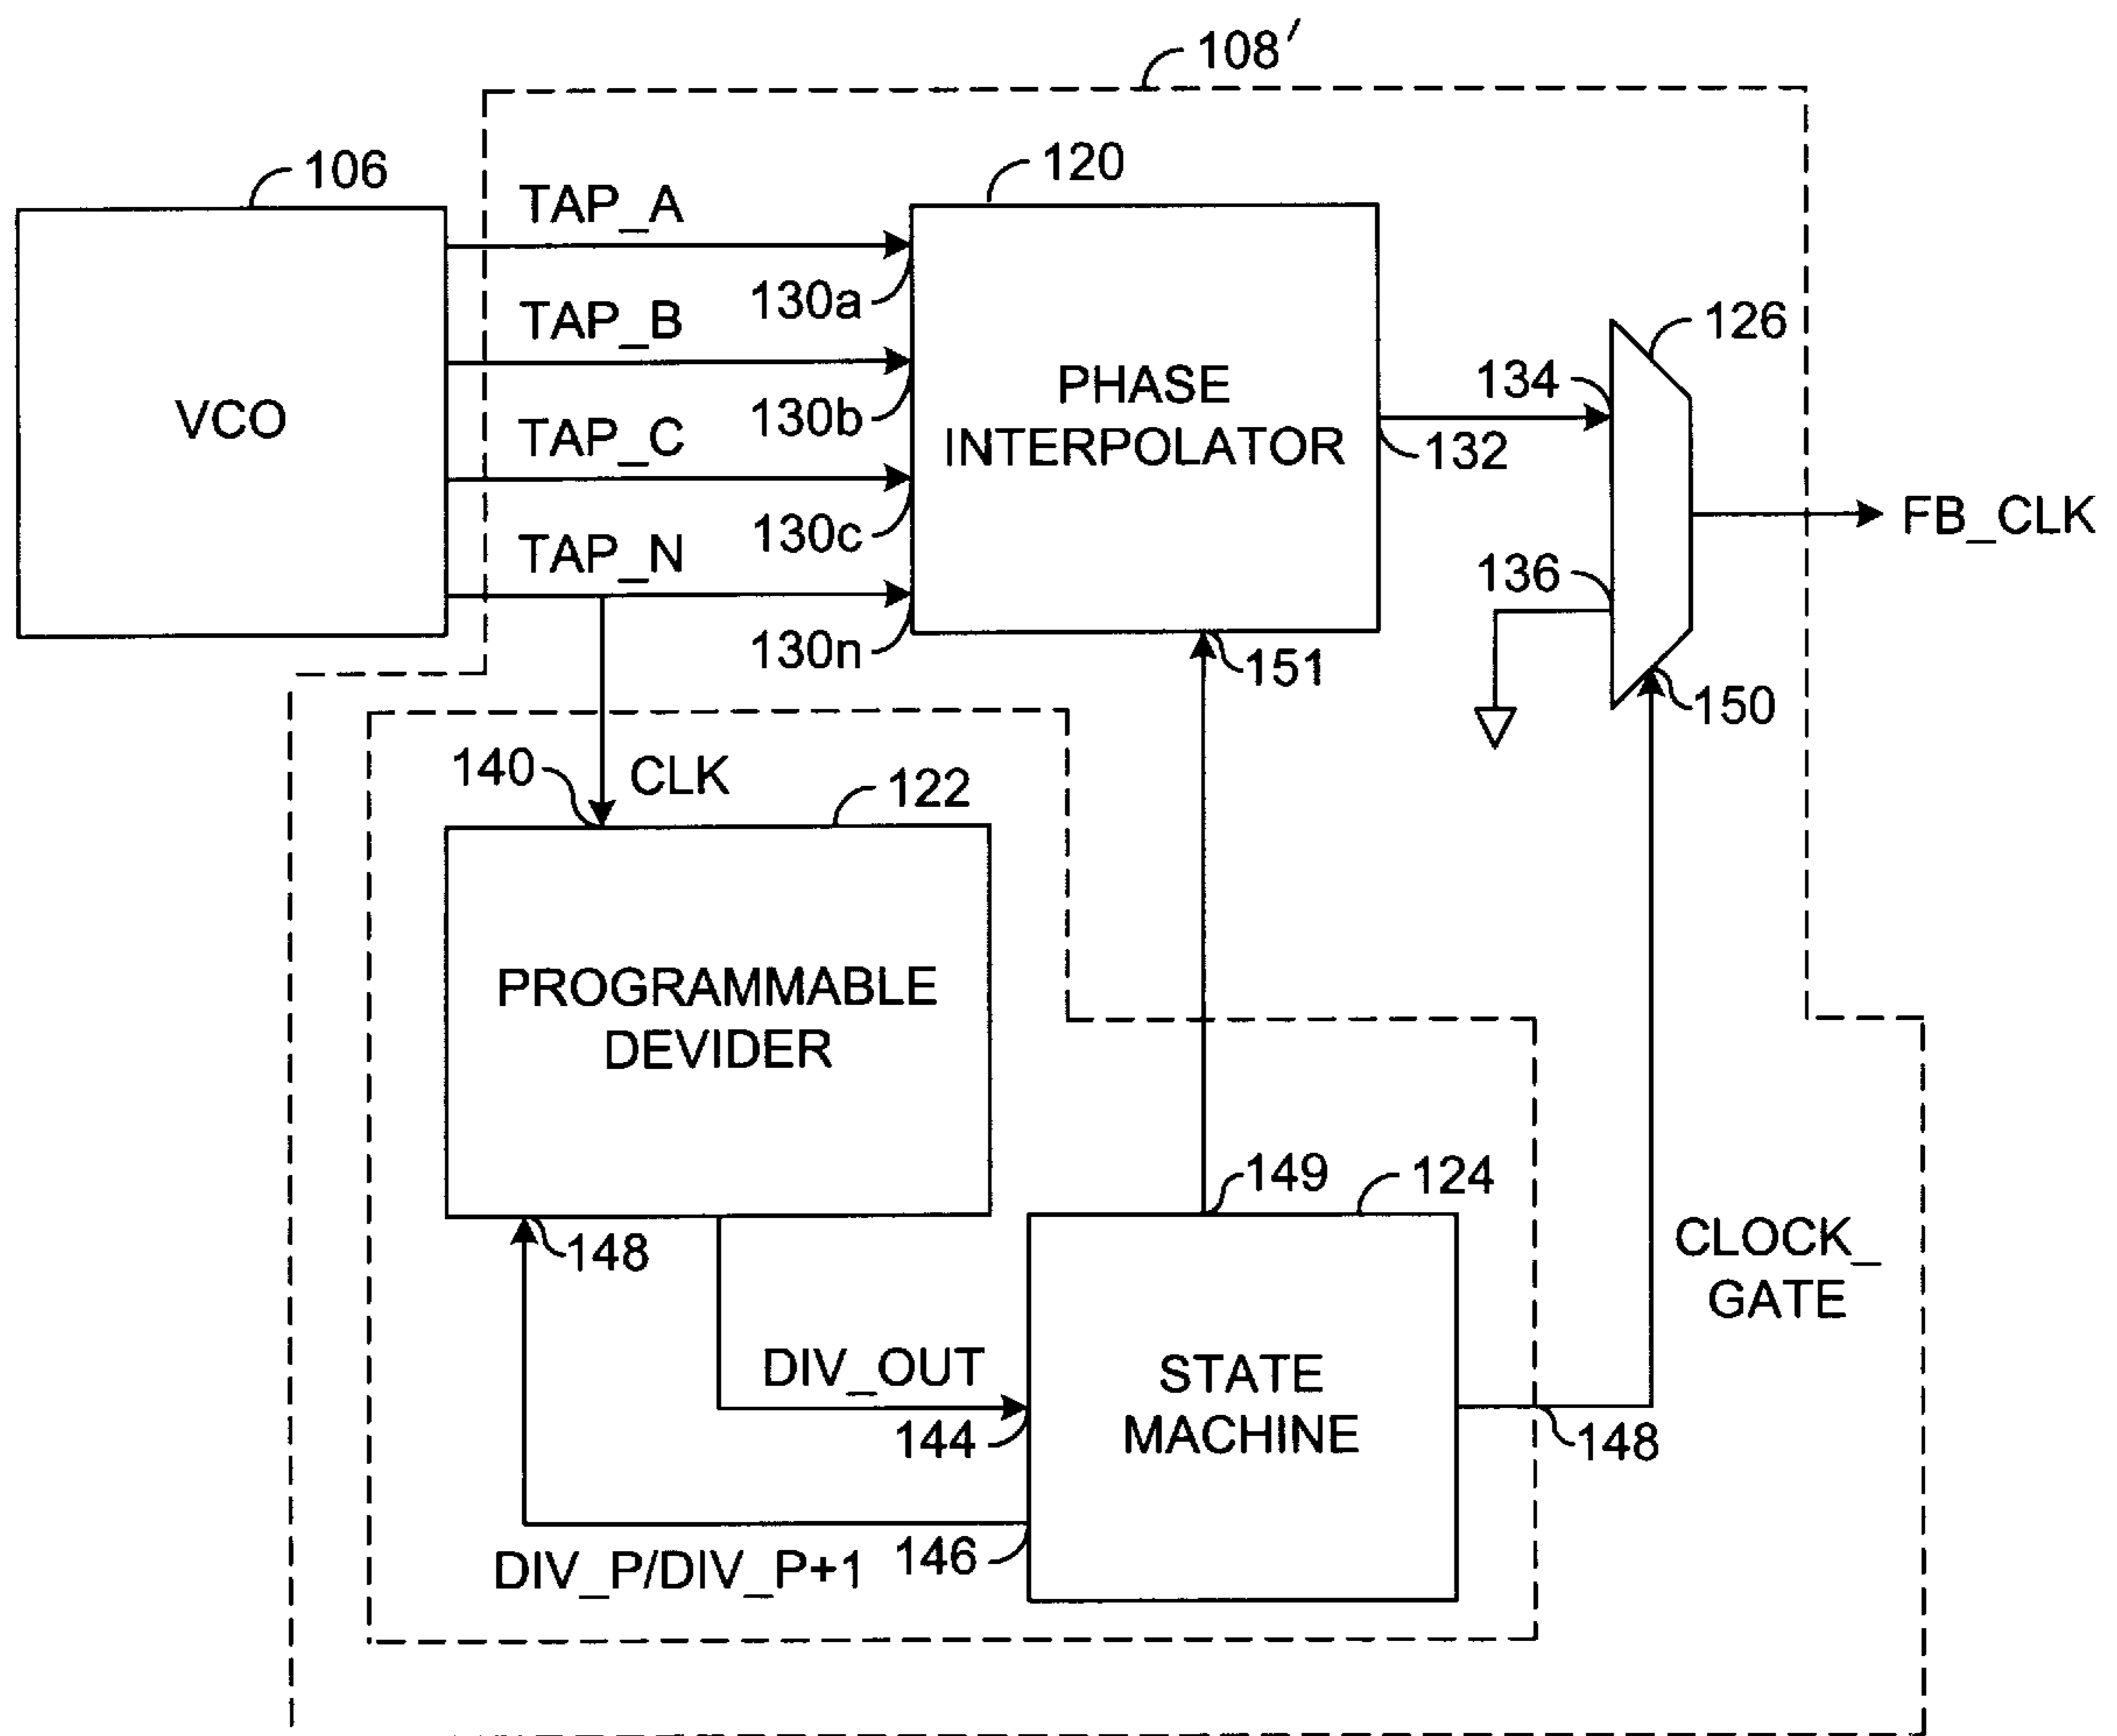 108'
106
120
TAP_A
130a
126
TAP_B
VCO
PHASE
INTERPOLATOR
134
130b
TAP_C
132
130c
FB_CLK
TAP_N
136
130n
151
150
140
CLK
122
PROGRAMMABLE
DEVIDER
149
124
148
CLOCK_
GATE
DIV_OUT
STATE
MACHINE
144
148
146
DIV_P/DIV_P+1